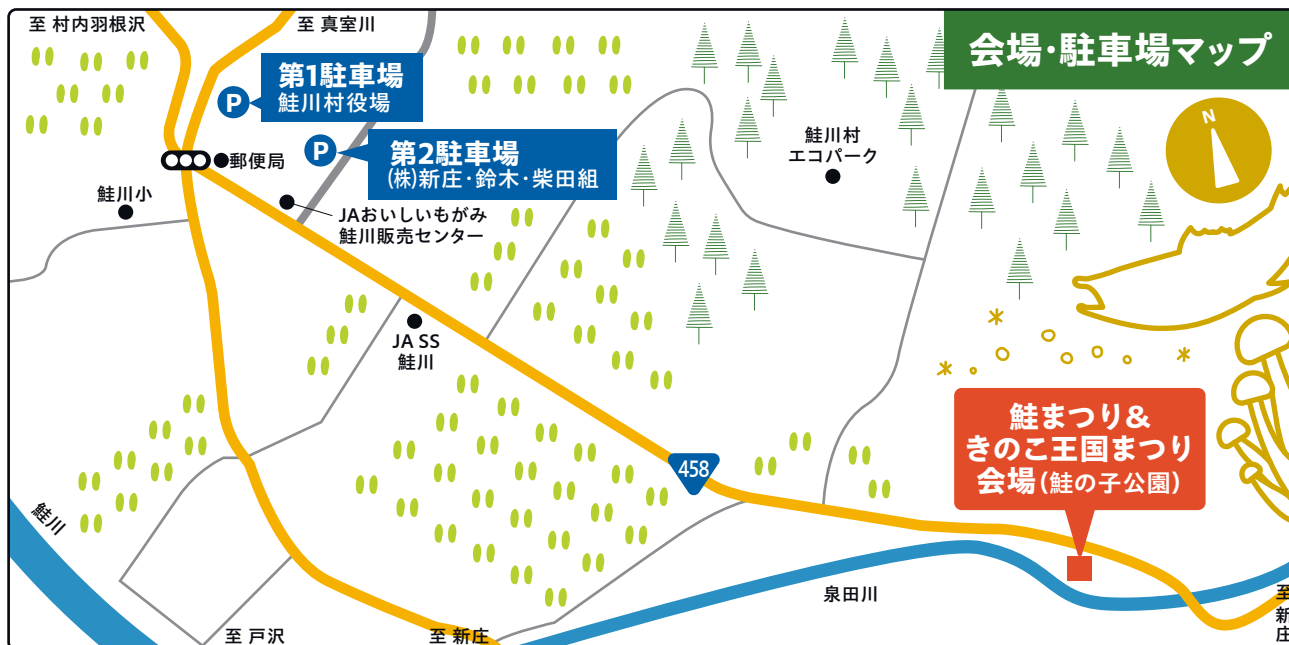 会場・駐車場マップ
N
至 村内羽根沢
至 真室川
P
第1駐車場
鮭川村役場
P
第2駐車場
(株)新庄・鈴木・柴田組
郵便局
鮭川小
JAおいしいもがみ
鮭川販売センター
鮭川村
エコパーク
JA SS
鮭川
458
鮭まつり&
きのこ王国まつり
会場(鮭の子公園)
鮭川
泉田川
至 戸沢
至 新庄
至 新庄